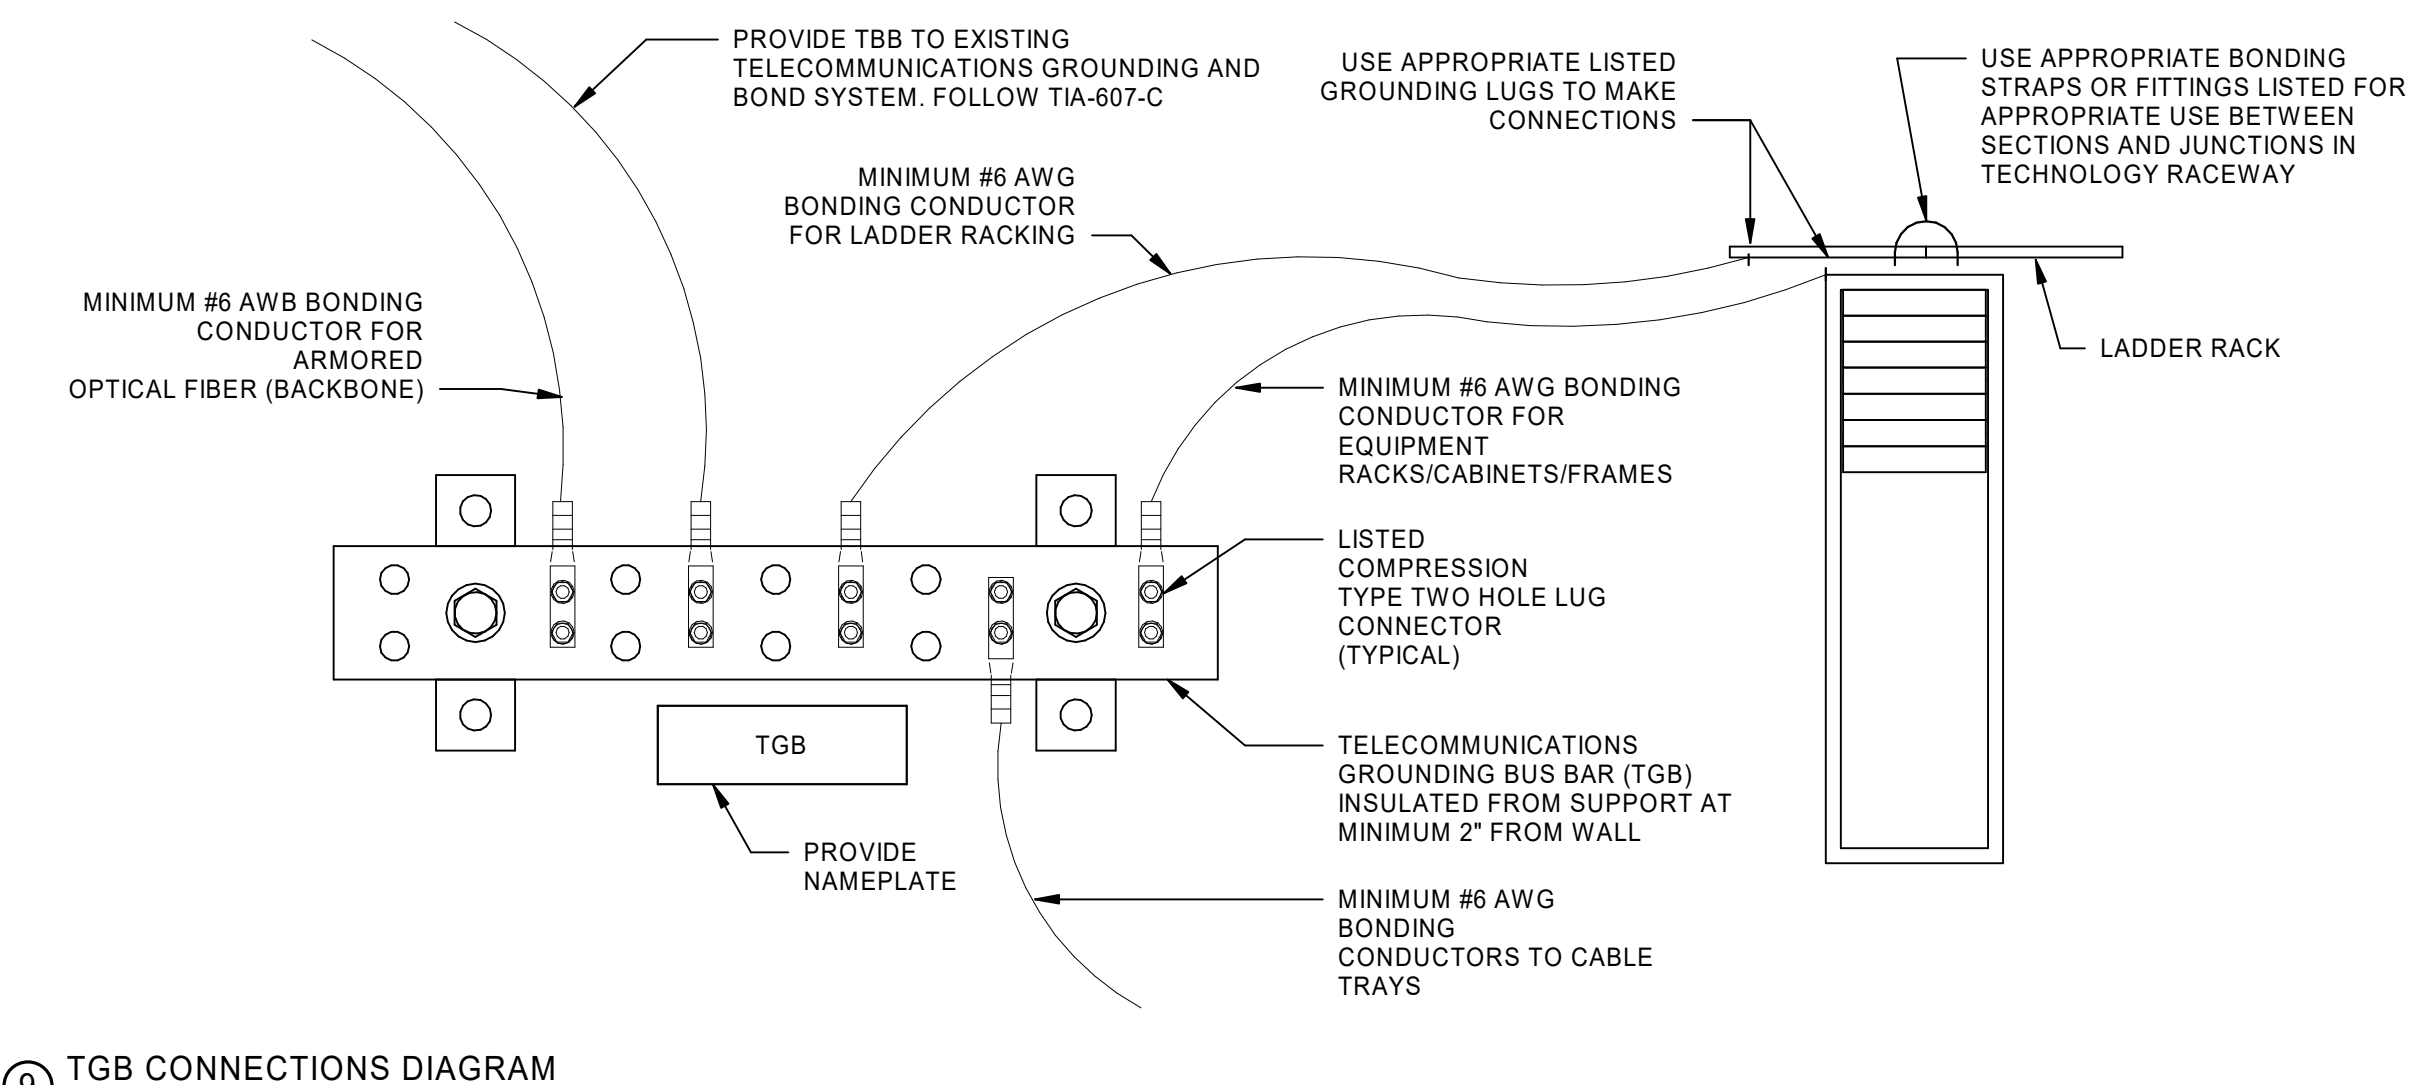 PROVIDE TBB TO EXISTING
TELECOMMUNICATIONS GROUNDING AND
BOND SYSTEM. FOLLOW TIA-607-C
USE APPROPRIATE LISTED
GROUNDING LUGS TO MAKE
CONNECTIONS
USE APPROPRIATE BONDING
STRAPS OR FITTINGS LISTED FOR
APPROPRIATE USE BETWEEN
SECTIONS AND JUNCTIONS IN
TECHNOLOGY RACEWAY
MINIMUM #6 AWG
BONDING CONDUCTOR
FOR LADDER RACKING
MINIMUM #6 AWB BONDING
CONDUCTOR FOR
ARMORED
OPTICAL FIBER (BACKBONE)
LADDER RACK
MINIMUM #6 AWG BONDING
CONDUCTOR FOR
EQUIPMENT
RACKS/CABINETS/FRAMES
LISTED
COMPRESSION
TYPE TWO HOLE LUG
CONNECTOR
(TYPICAL)
TGB
TELECOMMUNICATIONS
GROUNDING BUS BAR (TGB)
INSULATED FROM SUPPORT AT
MINIMUM 2" FROM WALL
PROVIDE
NAMEPLATE
MINIMUM #6 AWG
BONDING
CONDUCTORS TO CABLE
TRAYS
TGB CONNECTIONS DIAGRAM